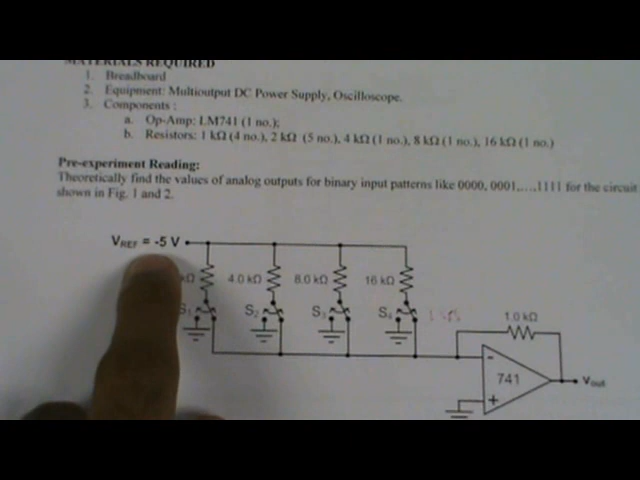 MATERIALS REQUIRED
1. Breadboard
2. Equipment: Multioutput DC Power Supply, Oscilloscope.
3. Components :
a. Op-Amp: LM741 (1 no.);
b. Resistors: 1 kΩ (4 no.), 2 kΩ (5 no.), 4 kΩ (1 no.), 8 kΩ (1 no.), 16 kΩ (1 no.)
Pre-experiment Reading:
Theoretically find the values of analog outputs for binary input patterns like 0000, 0001,....,1111 for the circuit
shown in Fig. 1 and 2.
VREF = -5 V
kΩ 4.0 kΩ 8.0 kΩ 16 kΩ
S1 S2 S3 S4
1.0 kΩ
-
741
+
Vout